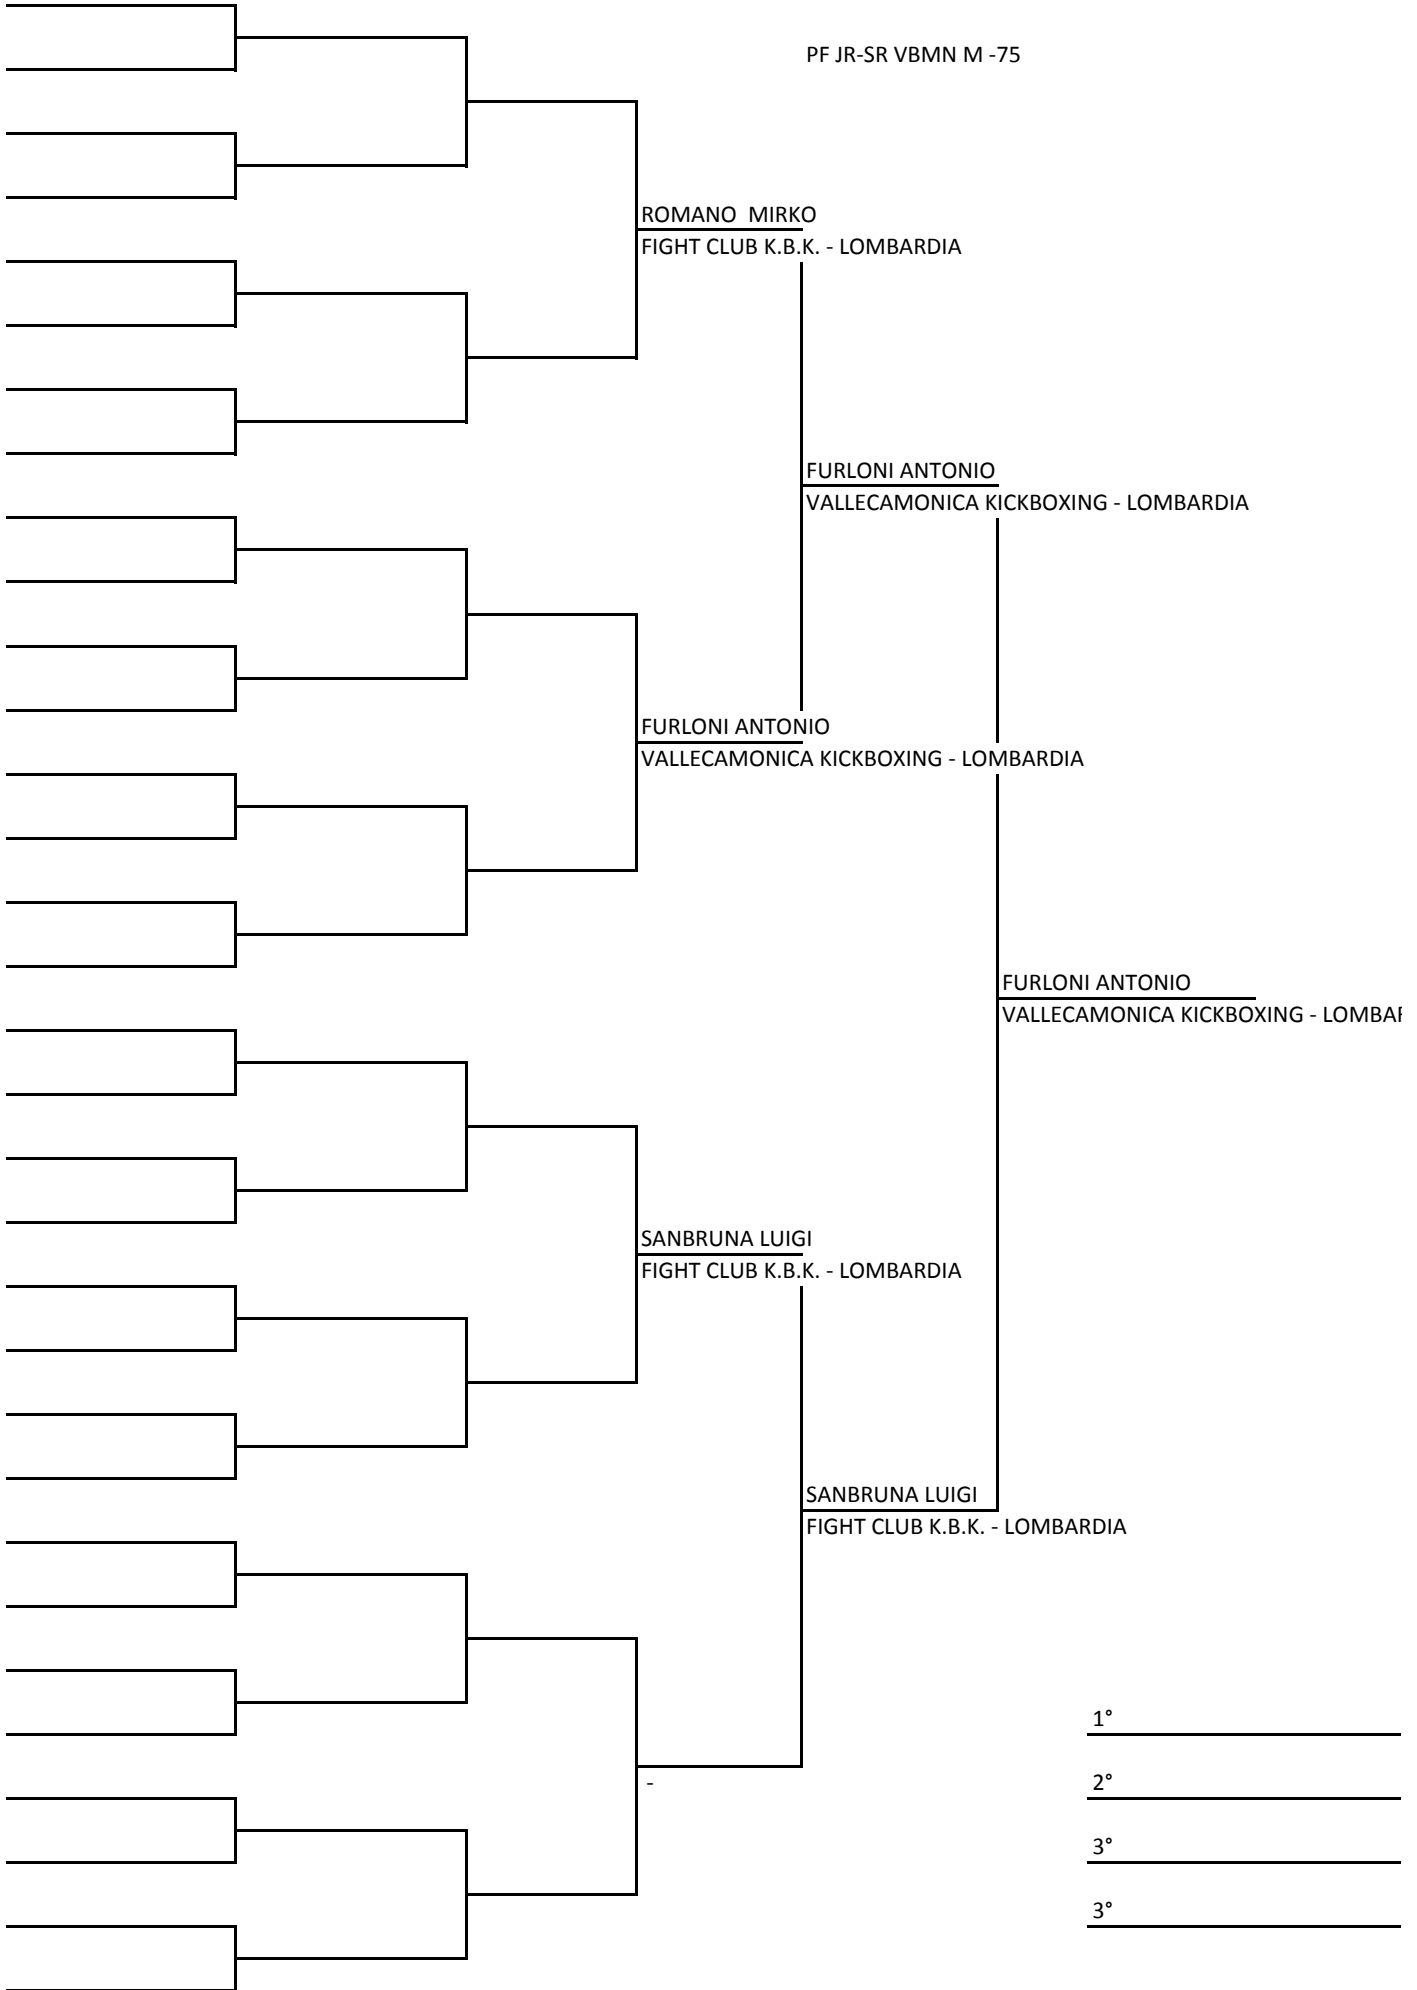 PF JR-SR VBMN M -75
ROMANO  MIRKO
FIGHT CLUB K.B.K. - LOMBARDIA
FURLONI ANTONIO
VALLECAMONICA KICKBOXING - LOMBARDIA
FURLONI ANTONIO
VALLECAMONICA KICKBOXING - LOMBARDIA
FURLONI ANTONIO
VALLECAMONICA KICKBOXING - LOMBAR
SANBRUNA LUIGI
FIGHT CLUB K.B.K. - LOMBARDIA
SANBRUNA LUIGI
FIGHT CLUB K.B.K. - LOMBARDIA
1°
-
2°
3°
3°